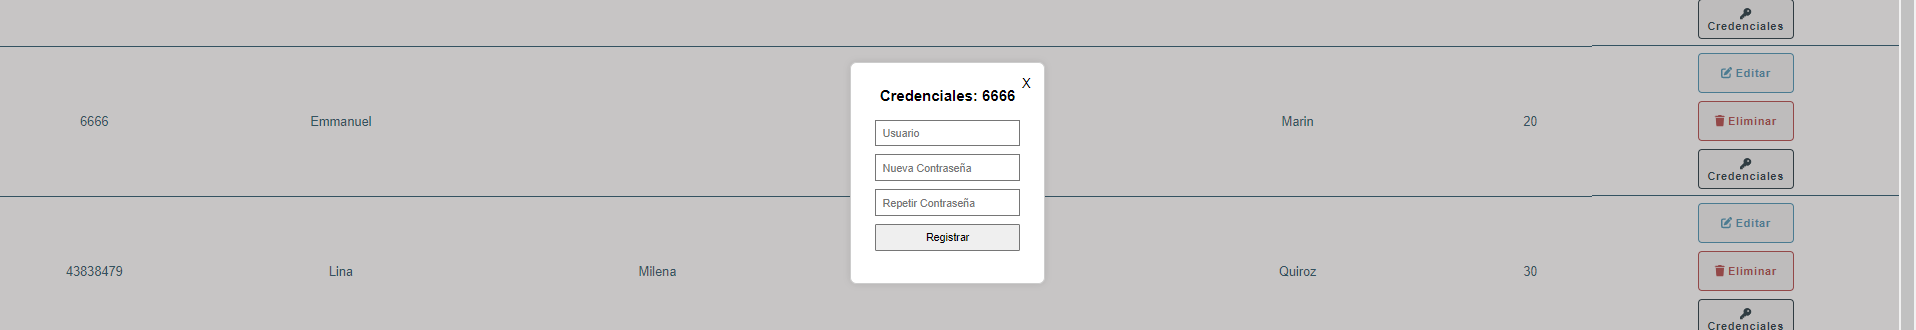 Credenciales
Editar
X
Credenciales: 6666
6666 Emmanuel Marin 20
Usuario
Eliminar
Nueva Contraseña
Credenciales
Repetir Contraseña
Editar
Registrar
43838479 Lina Milena Quiroz 30
Eliminar
Credenciales